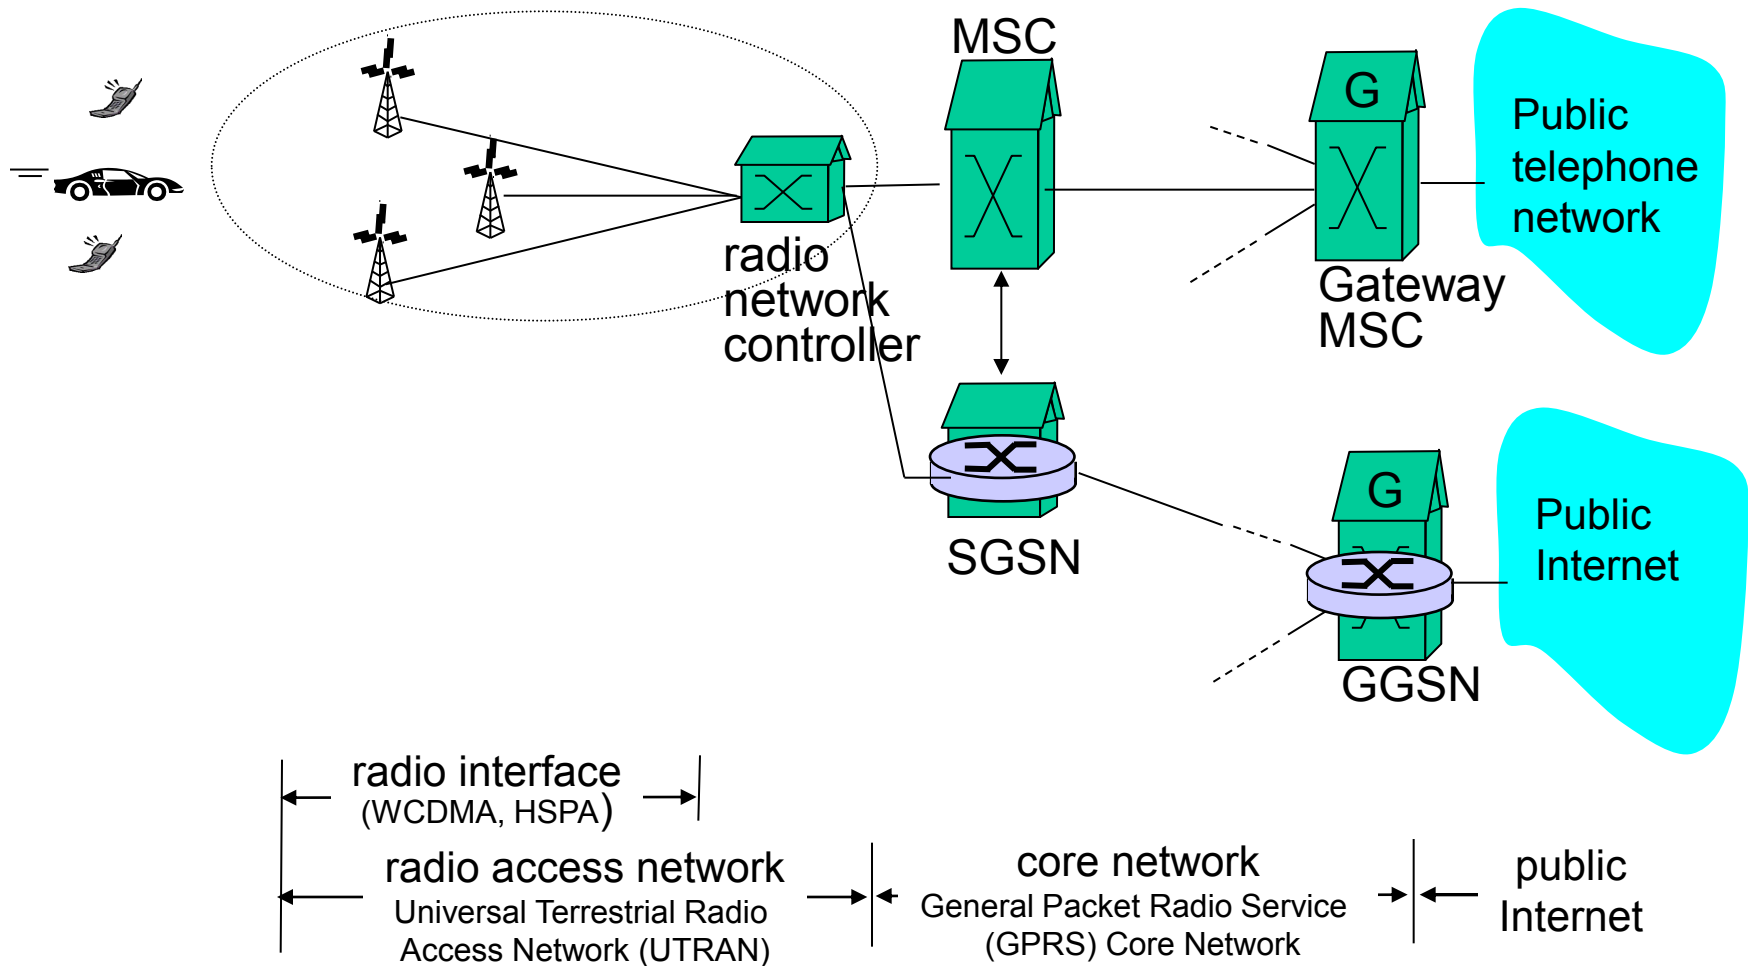 MSC
G
Public
telephone
network
radio
network
controller
Gateway
MSC
G
SGSN
Public
Internet
GGSN
radio interface
(WCDMA, HSPA)
radio access network
Universal Terrestrial Radio
Access Network (UTRAN)
core network
General Packet Radio Service
(GPRS) Core Network
public
Internet